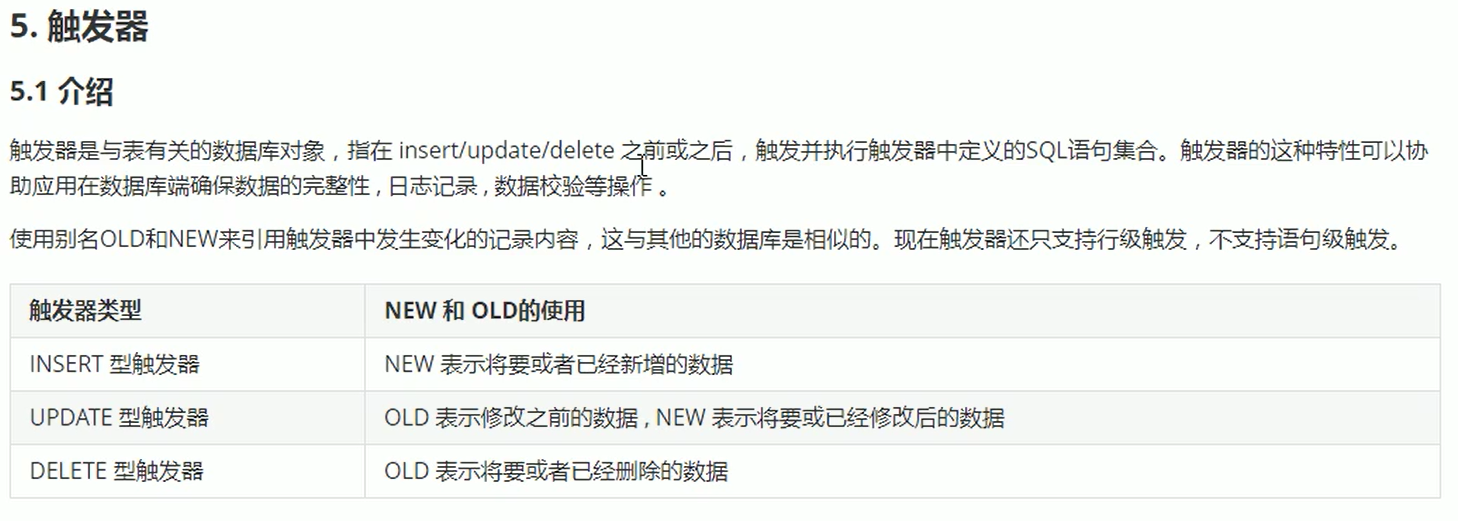 5. 触发器
5.1 介绍
触发器是与表有关的数据库对象，指在 insert/update/delete 之前或之后，触发并执行触发器中定义的SQL语句集合。触发器的这种特性可以协
助应用在数据库端确保数据的完整性 , 日志记录 , 数据校验等操作 。
使用别名OLD和NEW来引用触发器中发生变化的记录内容，这与其他的数据库是相似的。现在触发器还只支持行级触发，不支持语句级触发。
触发器类型 NEW 和 OLD的使用
INSERT 型触发器 NEW 表示将要或者已经新增的数据
UPDATE 型触发器 OLD 表示修改之前的数据 , NEW 表示将要或已经修改后的数据
DELETE 型触发器 OLD 表示将要或者已经删除的数据